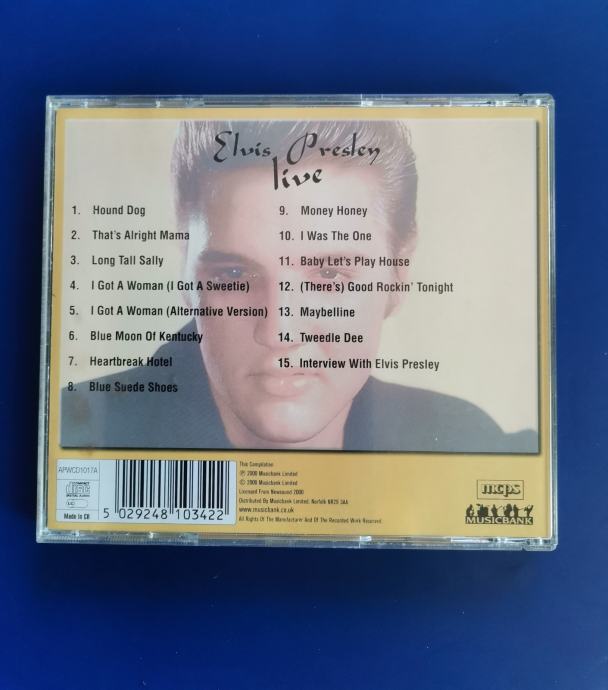 Elvis Presley
live
1. Hound Dog
2. That's Alright Mama
3. Long Tall Sally
4. I Got A Woman (I Got A Sweetie)
5. I Got A Woman (Alternative Version)
6. Blue Moon Of Kentucky
7. Heartbreak Hotel
8. Blue Suede Shoes
9. Money Honey
10. I Was The One
11. Baby Let's Play House
12. (There's) Good Rockin' Tonight
13. Maybelline
14. Tweedle Dee
15. Interview With Elvis Presley
APWCD1017A
COMPACT
disc
DIGITAL AUDIO
Made in
5 029248 103422
This Compilation
℗ 2000 Musicbank Limited
© 2000 Musicbank Limited
Licensed From Newsound 2000
Distributed By Musicbank Limited, Norfolk NR25 3AA
www.musicbank.co.uk
All Rights Of The Manufacturer And Of The Recorded Work Reserved.
mcps
MUSICBANK